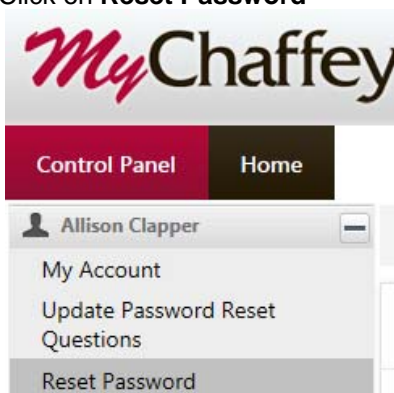 Click on Reset Password
MyChaffey
Control Panel Home
Allison Clapper
My Account
Update Password Reset
Questions
Reset Password